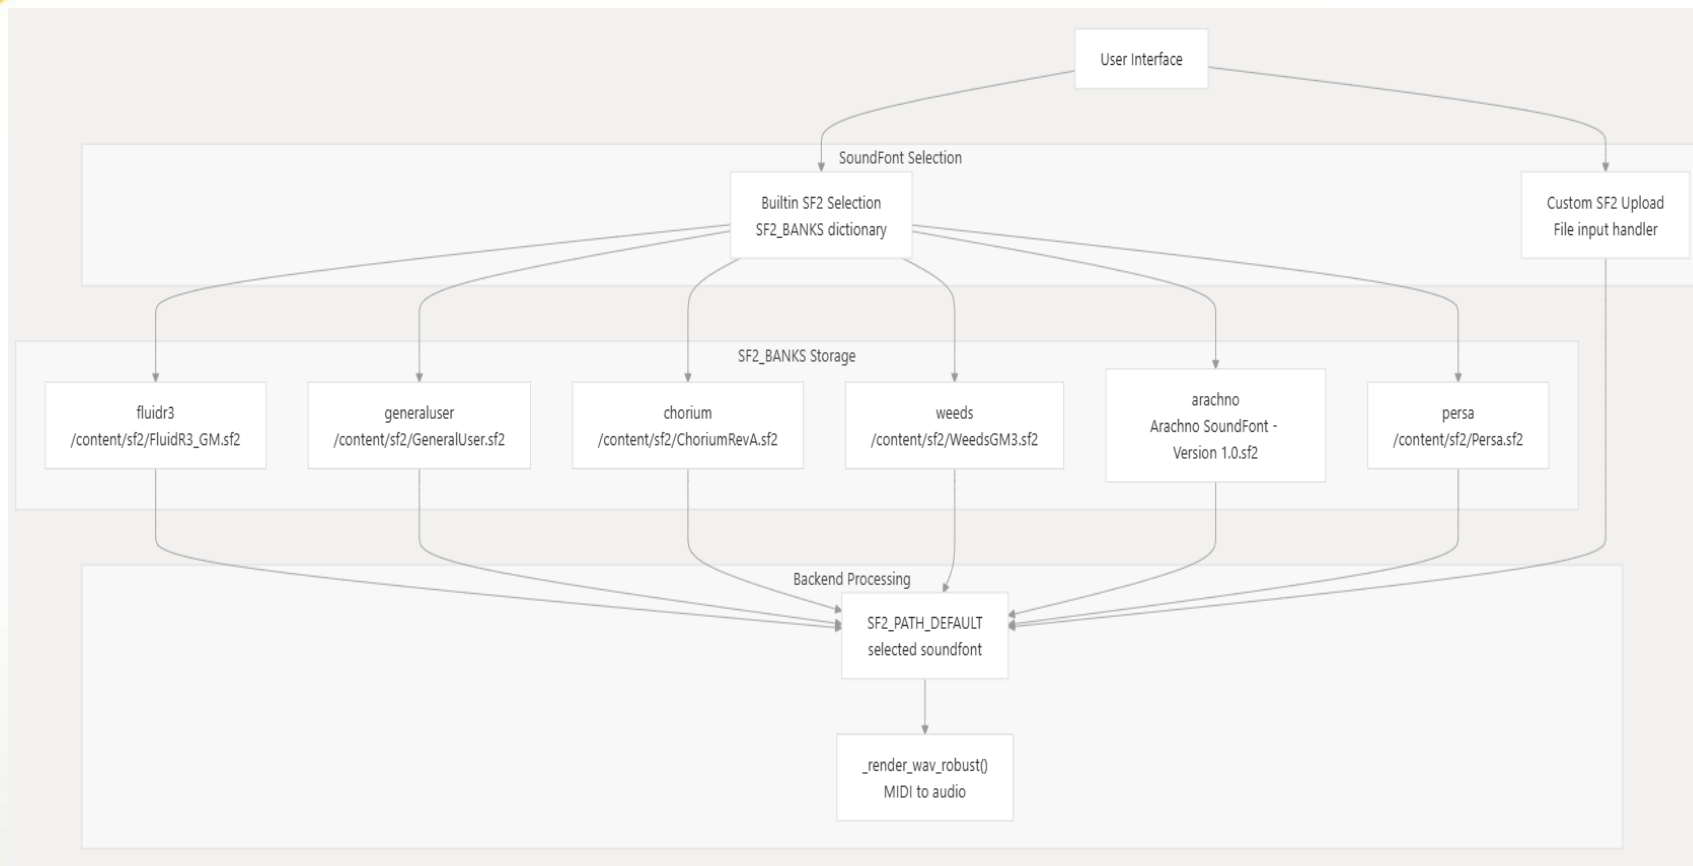 User Interface
SoundFont Selection
Builtin SF2 Selection
SF2_BANKS dictionary
Custom SF2 Upload
File input handler
SF2_BANKS Storage
fluidr3
/content/sf2/FluidR3_GM.sf2
generaluser
/content/sf2/GeneralUser.sf2
chorium
/content/sf2/ChoriumRevA.sf2
weeds
/content/sf2/WeedsGM3.sf2
arachno
Arachno SoundFont -
Version 1.0.sf2
persa
/content/sf2/Persa.sf2
Backend Processing
SF2_PATH_DEFAULT
selected soundfont
_render_wav_robust()
MIDI to audio